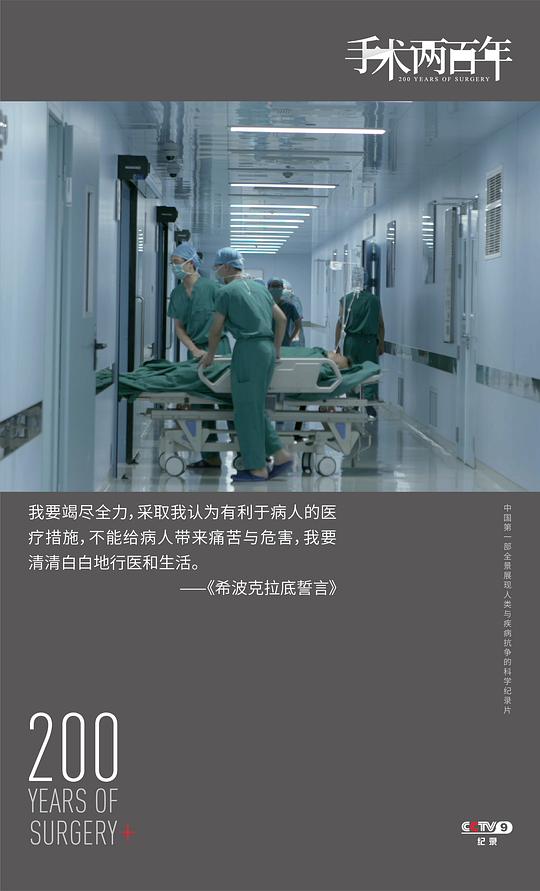 手术两百年
200 YEARS OF SURGERY
我要竭尽全力，采取我认为有利于病人的医
疗措施，不能给病人带来痛苦与危害，我要
清清白白地行医和生活。
——《希波克拉底誓言》
中国第一部全景展现人类与疾病抗争的科学纪录片
200
YEARS OF
SURGERY+
CCTV 9
纪录